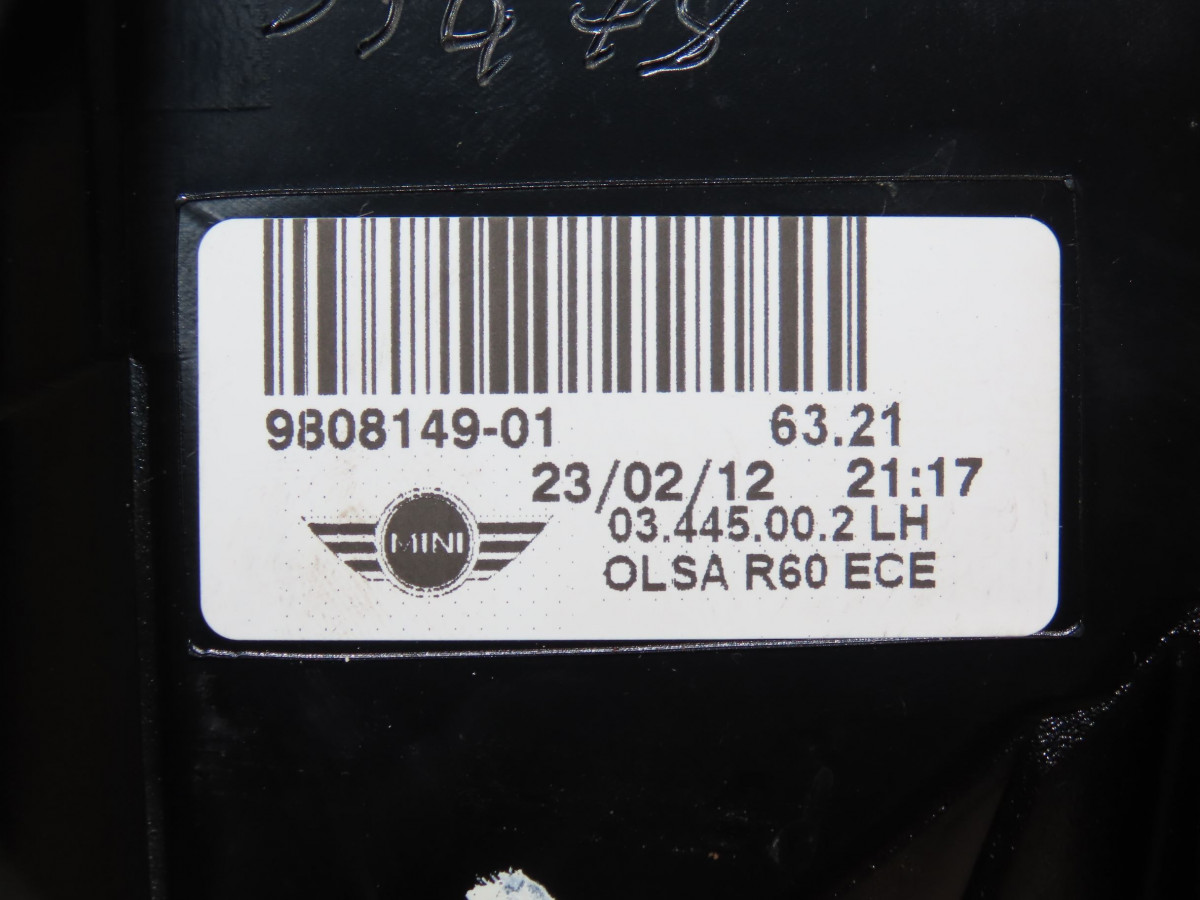 9808149-01 63.21
23/02/12 21:17
03.445.00.2 LH
MINI
OLSA R60 ECE